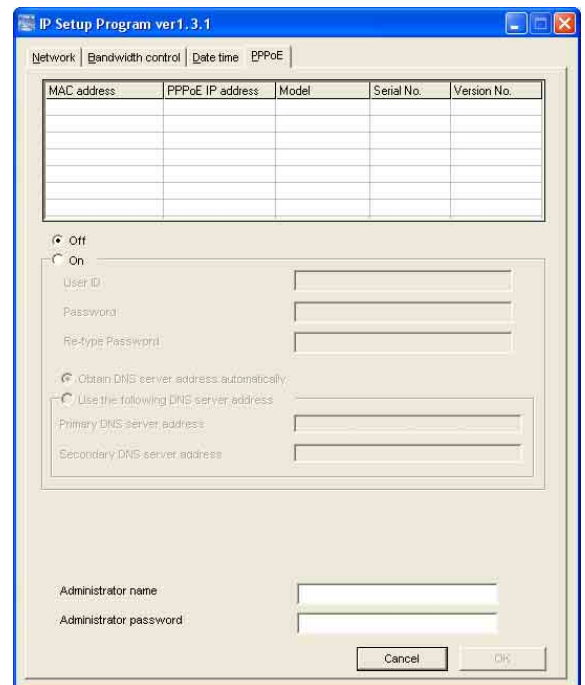 IP Setup Program ver1.3.1
Network Bandwidth control Date time PPPoE
MAC address PPPoE IP address Model Serial No. Version No.
Off
On
User ID
Password
Re-type Password
Obtain DNS server address automatically
Use the following DNS server address
Primary DNS server address
Secondary DNS server address
Administrator name
Administrator password
Cancel OK